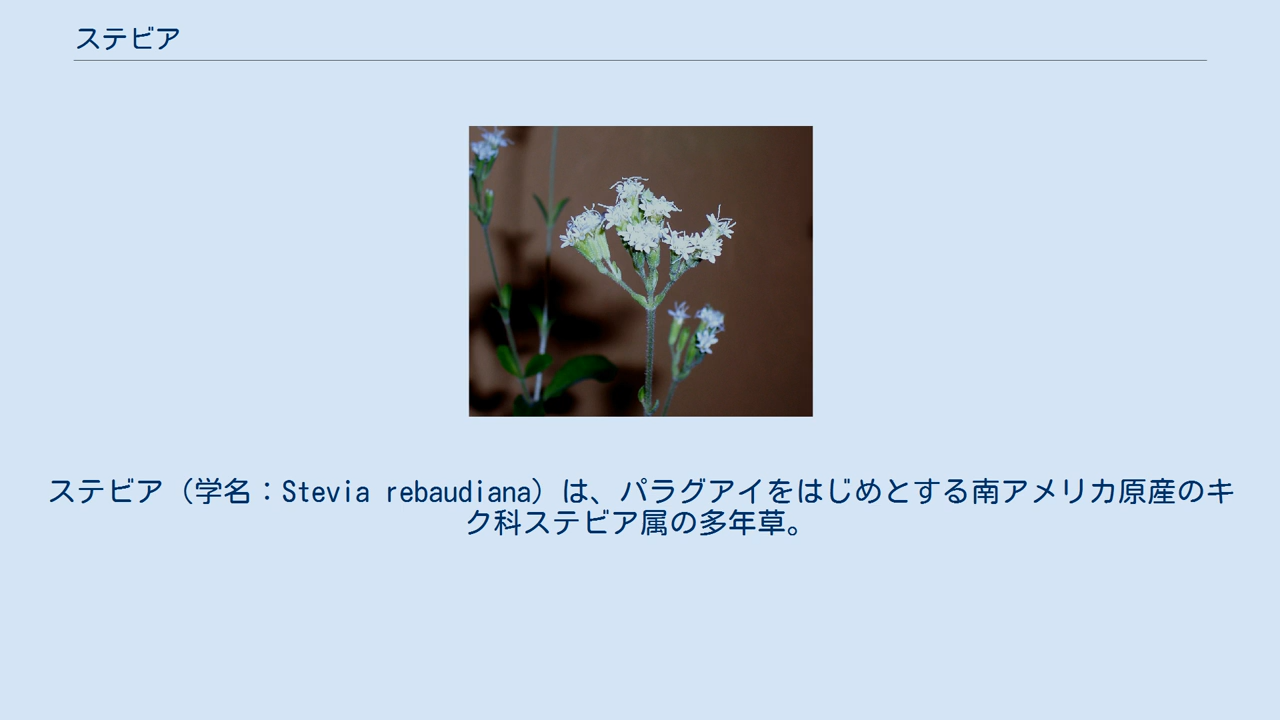 ステビア
ステビア（学名：Stevia rebaudiana）は、パラグアイをはじめとする南アメリカ原産のキ
ク科ステビア属の多年草。